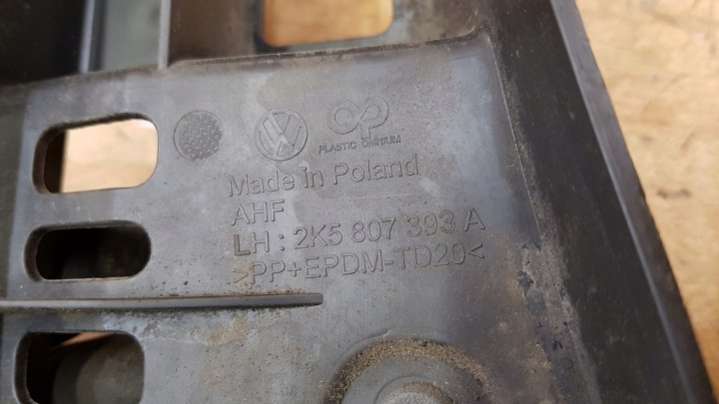 PLASTIC OMNIUM
Made in Poland
AHF
LH : 2K5 807 393 A
>PP+EPDM-TD20<